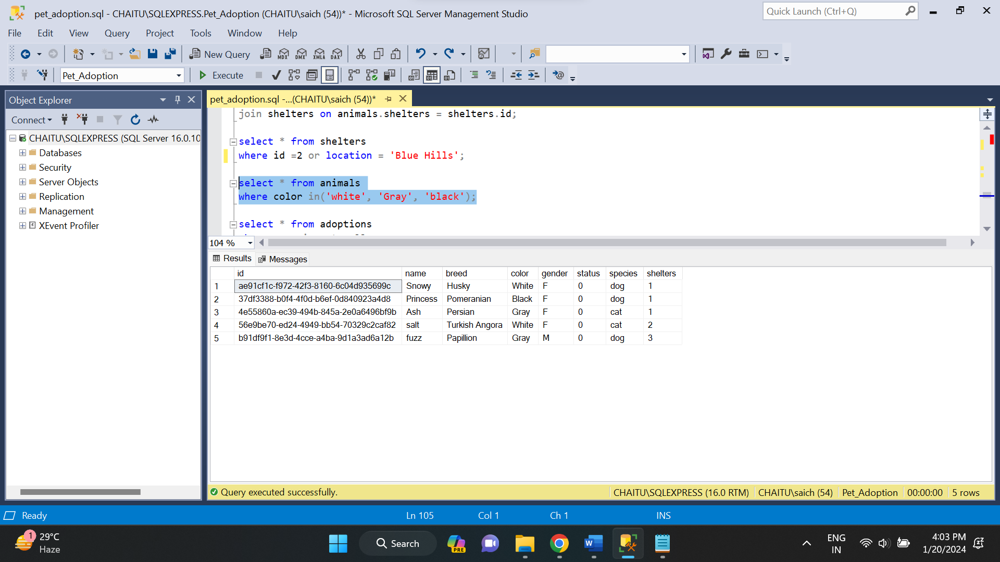 pet_adoption.sql - CHAITU\SQLEXPRESS.Pet_Adoption (CHAITU\saich (54))* - Microsoft SQL Server Management Studio
Quick Launch (Ctrl+Q)
File Edit View Query Project Tools Window Help
New Query MDX DMX XMLA DAX
Pet_Adoption Execute
Object Explorer
Connect
CHAITU\SQLEXPRESS (SQL Server 16.0.10
Databases
Security
Server Objects
Replication
Management
XEvent Profiler
pet_adoption.sql -...(CHAITU\saich (54))*
join shelters on animals.shelters = shelters.id;
select * from shelters
where id =2 or location = 'Blue Hills';
select * from animals
where color in('white', 'Gray', 'black');
select * from adoptions
104 %
Results Messages
id name breed color gender status species shelters
1 ae91cf1c-f972-42f3-8160-6c04d935699c Snowy Husky White F 0 dog 1
2 37df3388-b0f4-4f0d-b6ef-0d840923a4d8 Princess Pomeranian Black F 0 dog 1
3 4e55860a-ec39-494b-845a-2e0a6496bf9b Ash Persian Gray F 0 cat 1
4 56e9be70-ed24-4949-bb54-70329c2caf82 salt Turkish Angora White F 0 cat 2
5 b91df9f1-8e3d-4cce-a4ba-9d1a3ad6a12b fuzz Papillion Gray M 0 dog 3
Query executed successfully. CHAITU\SQLEXPRESS (16.0 RTM) CHAITU\saich (54) Pet_Adoption 00:00:00 5 rows
Ready Ln 105 Col 1 Ch 1 INS
1 29°C
Haze
Search
PRE
ENG
IN
4:03 PM
1/20/2024